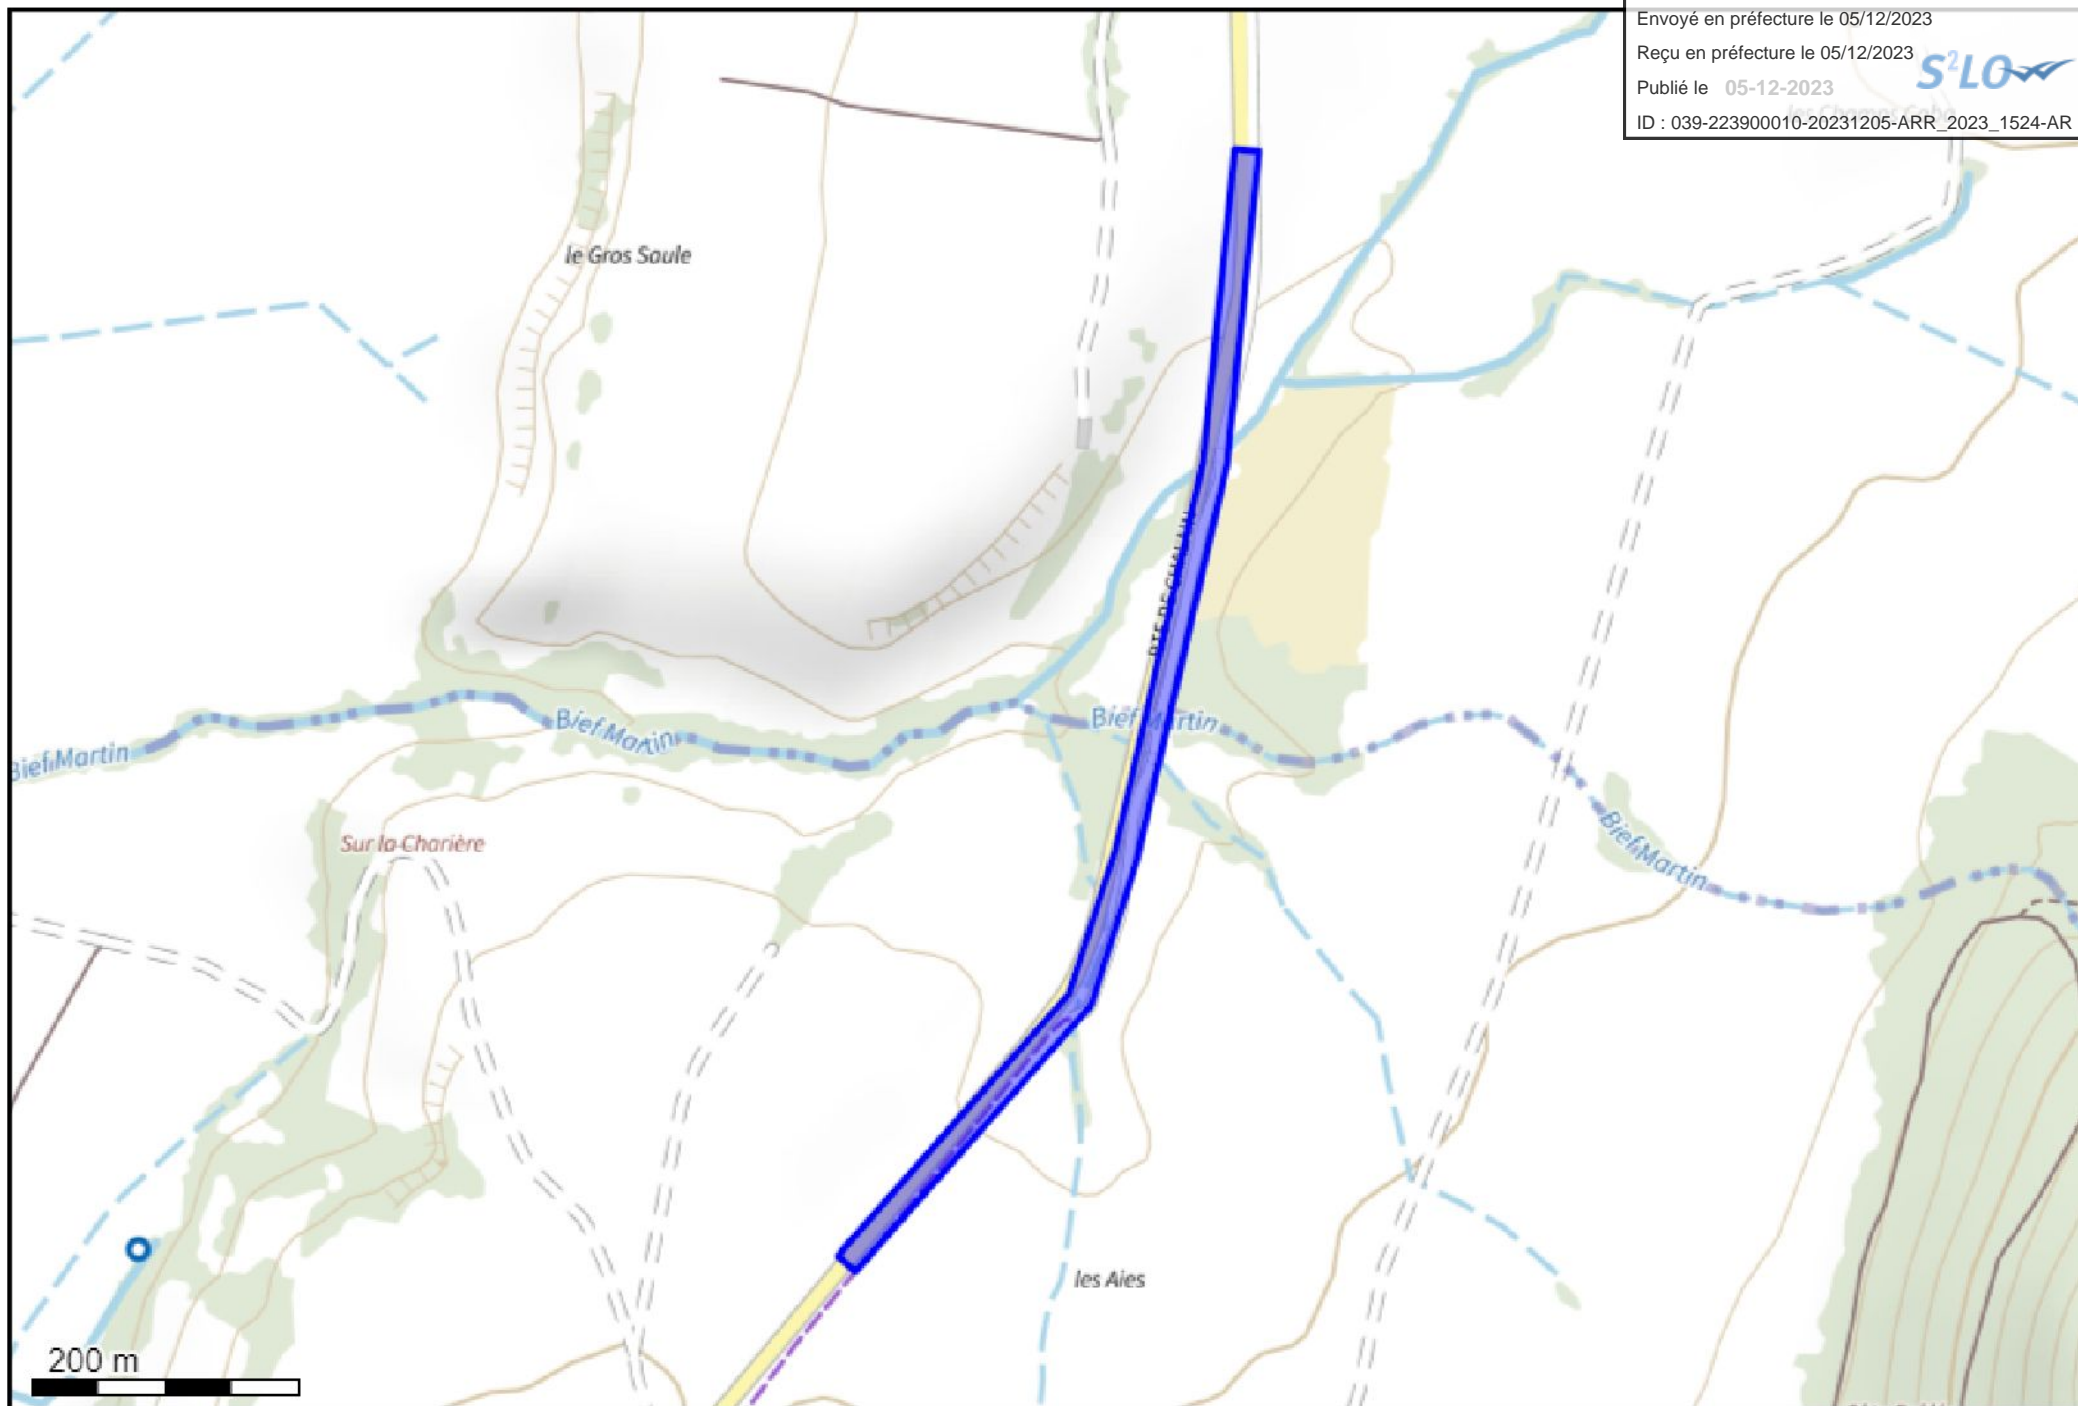 Envoyé en préfecture le 05/12/2023
Reçu en préfecture le 05/12/2023
S²LO
Publié le 05-12-2023
ID : 039-223900010-20231205-ARR_2023_1524-AR
le Gros Saule
Bief Martin
Bief Martin
Bief Martin
Sur la Charière
Bief Martin
les Aies
200 m